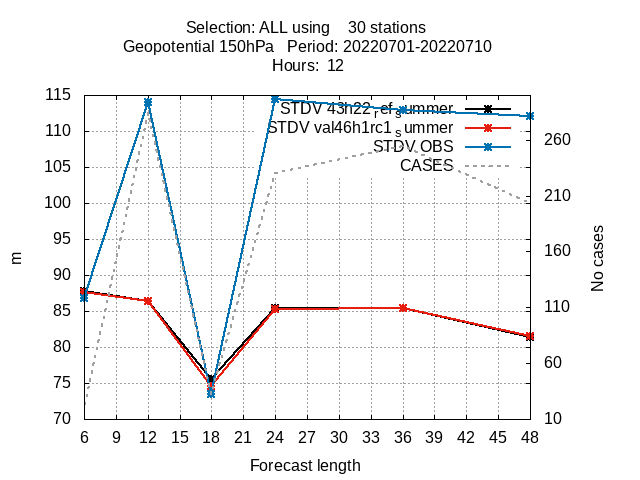 Selection: ALL using    30 stations
Geopotential 150hPa   Period: 20220701-20220710
Hours:  12
STDV 43h22_ref_summer
STDV val46h1rc1_summer
STDV OBS
CASES
115
110
105
100
95
90
85
80
75
70
m
260
210
160
110
60
10
No cases
6 9 12 15 18 21 24 27 30 33 36 39 42 45 48
Forecast length